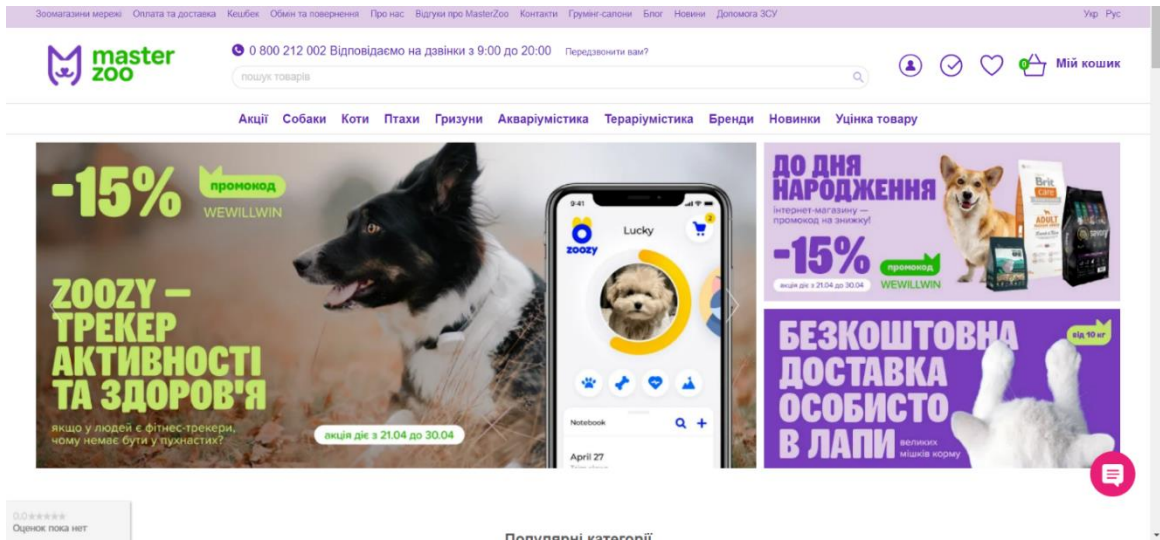 Зоомагазини мережі Оплата та доставка Кешбек Обмін та повернення Про нас Відгуки про MasterZoo Контакти Грумінг-салони Блог Новини Допомога ЗСУ Укр Рус
master
zoo
0 800 212 002 Відповідаємо на дзвінки з 9:00 до 20:00 Передзвонити вам?
пошук товарів
0 Мій кошик
Акції Собаки Коти Птахи Гризуни Акваріумістика Тераріумістика Бренди Новинки Уцінка товару
-15%
промокод
WEWILLWIN
ZOOZY –
ТРЕКЕР
АКТИВНОСТІ
ТА ЗДОРОВ'Я
якщо у людей є фітнес-трекери,
чому немає бути у пухнастих?
акція діє з 21.04 до 30.04
9:41
zoozy
Lucky
2
Notebook
April 27
ДО ДНЯ
НАРОДЖЕННЯ
інтернет-магазину –
промокод на знижку!
-15%
промокод
WEWILLWIN
акція діє з 21.04 до 30.04
Brit
care
ADULT
savory
БЕЗКОШТОВНА
ДОСТАВКА
ОСОБИСТО
В ЛАПИ
великих
мішків корму
від 10 кг
0.0
Оценок пока нет
Популярні категорії